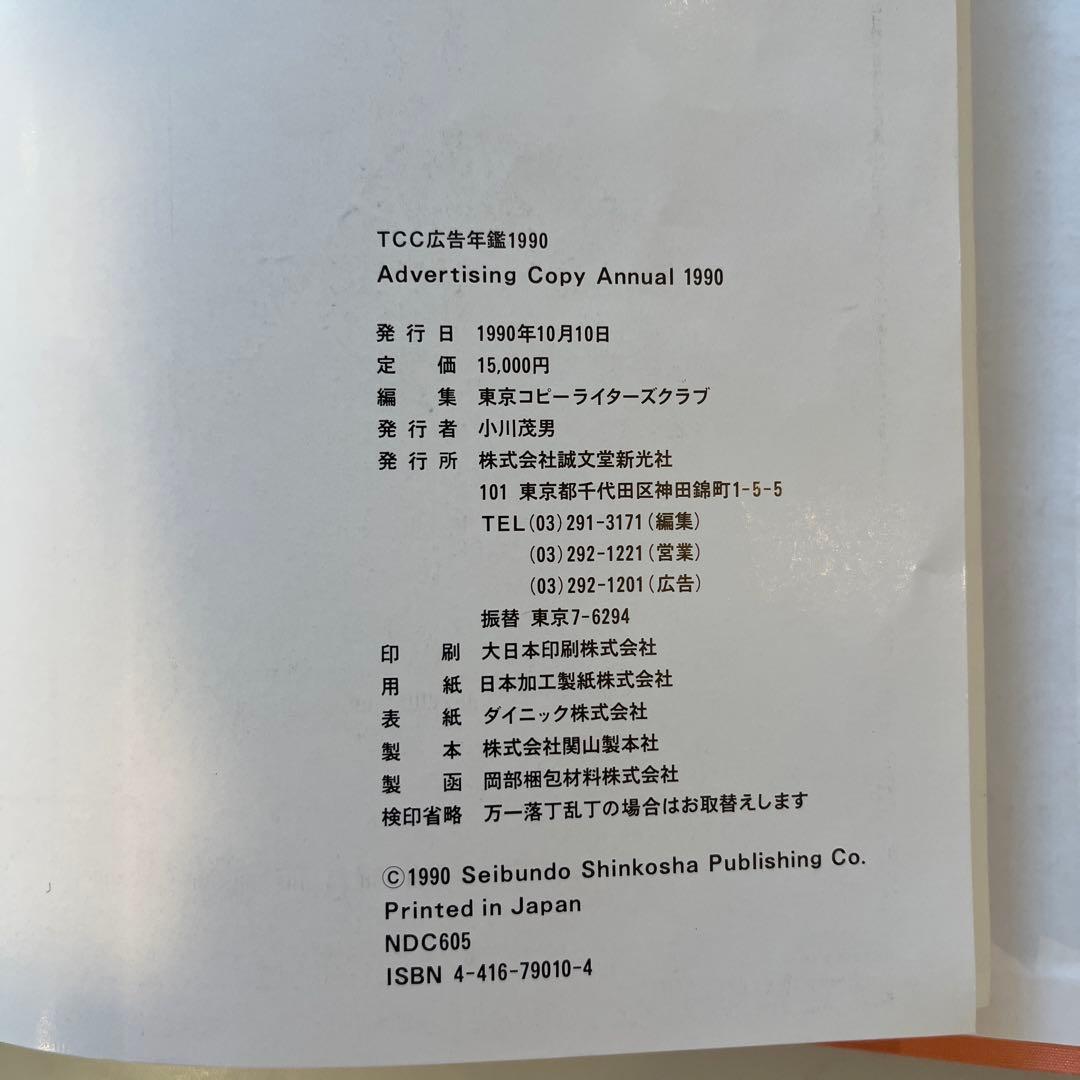 TCC広告年鑑1990
Advertising Copy Annual 1990
発行日 1990年10月10日
定価 15,000円
編集 東京コピーライターズクラブ
発行者 小川茂男
発行所 株式会社誠文堂新光社
101 東京都千代田区神田錦町1-5-5
TEL(03)291-3171(編集)
(03)292-1221(営業)
(03)292-1201(広告)
振替 東京7-6294
印刷 大日本印刷株式会社
用紙 日本加工製紙株式会社
表紙 ダイニック株式会社
製本 株式会社関山製本社
製函 岡部梱包材料株式会社
検印省略 万一落丁乱丁の場合はお取替えします
©1990 Seibundo Shinkosha Publishing Co.
Printed in Japan
NDC605
ISBN 4-416-79010-4